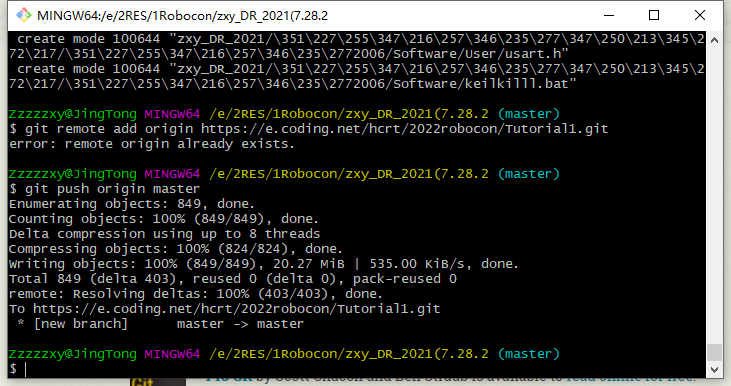 MINGW64:/e/2RES/1Robocon/zxy_DR_2021(7.28.2
create mode 100644 "zxy_DR_2021/\351\227\255\347\216\257\346\235\277\347\250\213\345\2
72\217/\351\227\255\347\216\257\346\235\2772006/Software/User/usart.h"
create mode 100644 "zxy_DR_2021/\351\227\255\347\216\257\346\235\277\347\250\213\345\2
72\217/\351\227\255\347\216\257\346\235\2772006/Software/keilkilll.bat"
Zzzzzxy@JingTong MINGW64 /e/2RES/1Robocon/zxy_DR_2021(7.28.2 (master)
$ git remote add origin https://e.coding.net/hcrt/2022robocon/Tutorial1.git
error: remote origin already exists.
Zzzzzxy@JingTong MINGW64 /e/2RES/1Robocon/zxy_DR_2021(7.28.2 (master)
$ git push origin master
Enumerating objects: 849, done.
Counting objects: 100% (849/849), done.
Delta compression using up to 8 threads
Compressing objects: 100% (824/824), done.
Writing objects: 100% (849/849), 20.27 MiB | 535.00 KiB/s, done.
Total 849 (delta 403), reused 0 (delta 0), pack-reused 0
remote: Resolving deltas: 100% (403/403), done.
To https://e.coding.net/hcrt/2022robocon/Tutorial1.git
* [new branch] master -> master
Zzzzzxy@JingTong MINGW64 /e/2RES/1Robocon/zxy_DR_2021(7.28.2 (master)
$